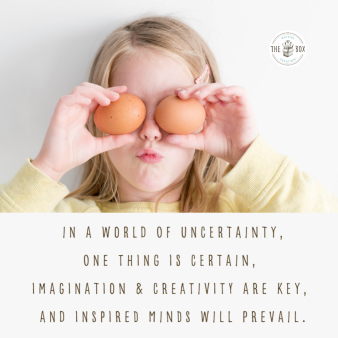 THE BOX
IN A WORLD OF UNCERTAINTY,
ONE THING IS CERTAIN,
IMAGINATION & CREATIVITY ARE KEY,
AND INSPIRED MINDS WILL PREVAIL.